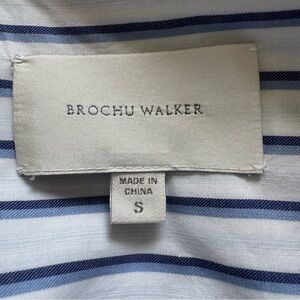 BROCHU WALKER
MADE IN
CHINA
S